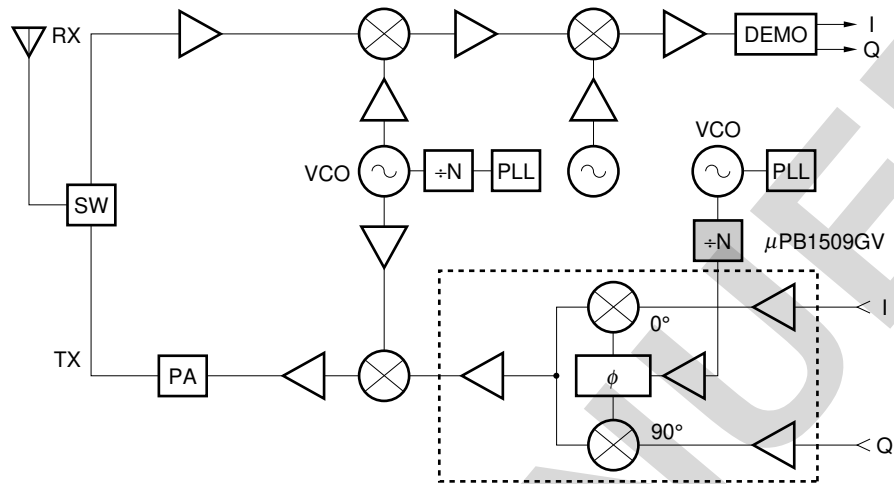 RX
I
DEMO
Q
VCO
VCO
÷N
PLL
PLL
SW
÷N
μPB1509GV
I
0°
TX
PA
φ
90°
Q